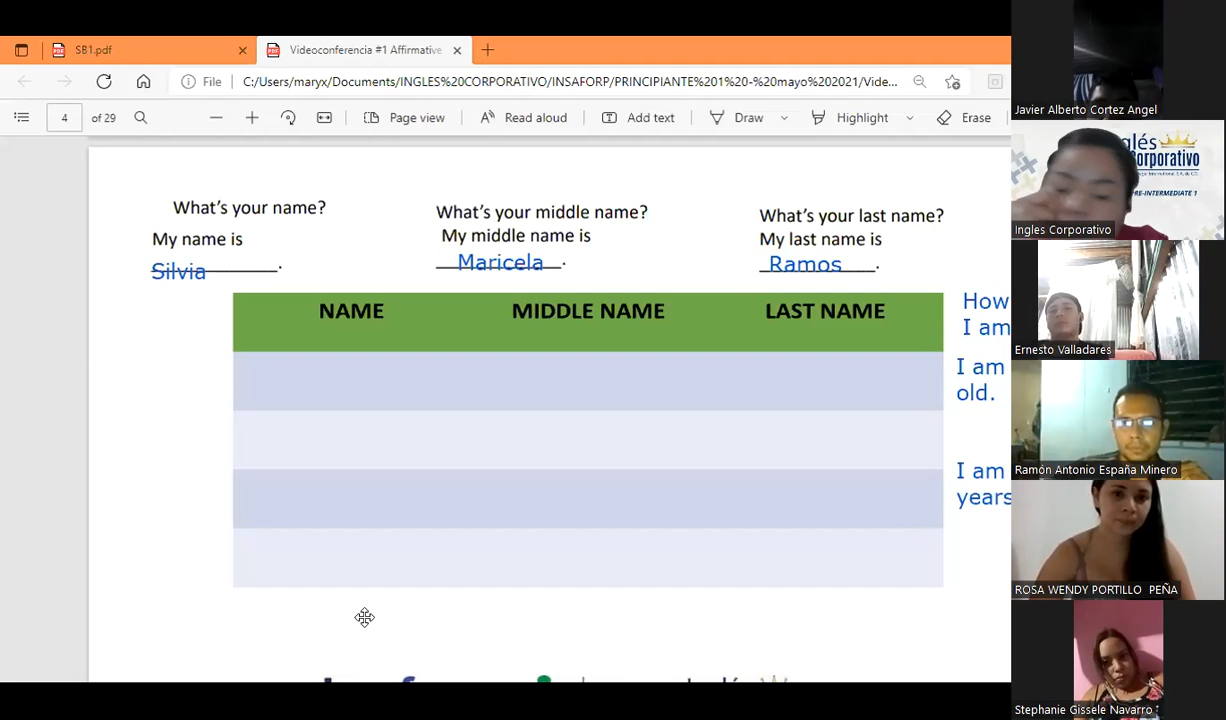 SB1.pdf
Videoconferencia #1 Affirmative
File
C:/Users/maryx/Documents/INGLES%20CORPORATIVO/INSAFORP/PRINCIPIANTE%201%20-%20mayo%202021/Vide...
4 of 29
Page view
Read aloud
Add text
Draw
Highlight
Erase
What's your name?
My name is
Silvia.
What's your middle name?
My middle name is
Maricela.
What's your last name?
My last name is
Ramos.
NAME MIDDLE NAME LAST NAME
How
I am
I am
old.
I am
years
Javier Alberto Cortez Angel
Corporativo
PRE-INTERMEDIATE 1
Ingles Corporativo
Ernesto Valladares
Ramón Antonio España Minero
ROSA WENDY PORTILLO PEÑA
Stephanie Gissele Navarro